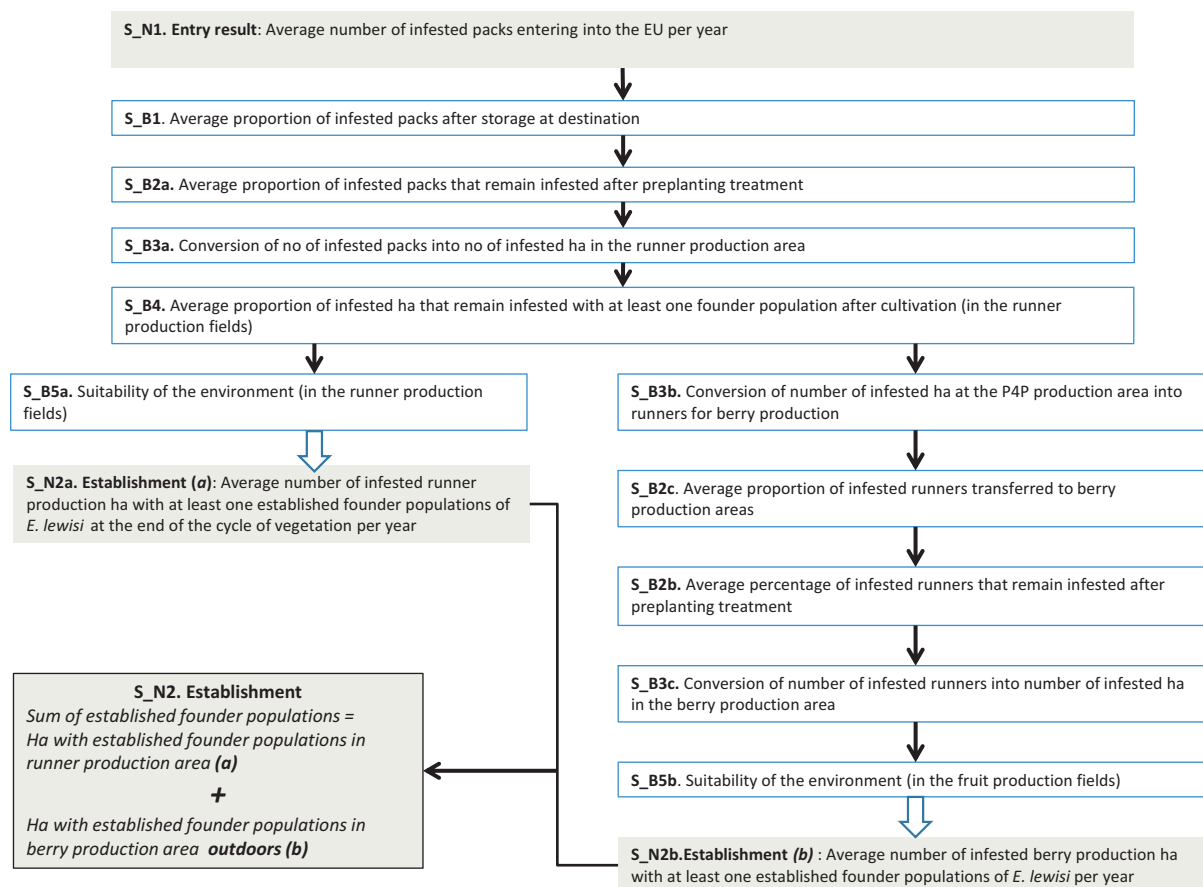 S_N1. Entry result: Average number of infested packs entering into the EU per year
S_B1. Average proportion of infested packs after storage at destination
S_B2a. Average proportion of infested packs that remain infested after preplanting treatment
S_B3a. Conversion of no of infested packs into no of infested ha in the runner production area
S_B4. Average proportion of infested ha that remain infested with at least one founder population after cultivation (in the runner
production fields)
S_B5a. Suitability of the environment (in the runner production
fields)
S_N2a. Establishment (a): Average number of infested runner
production ha with at least one established founder populations of
E. lewisi at the end of the cycle of vegetation per year
S_B3b. Conversion of number of infested ha at the P4P production area into
runners for berry production
S_B2c. Average proportion of infested runners transferred to berry
production areas
S_B2b. Average percentage of infested runners that remain infested after
preplanting treatment
S_B3c. Conversion of number of infested runners into number of infested ha
in the berry production area
S_B5b. Suitability of the environment (in the fruit production fields)
S_N2b.Establishment (b) : Average number of infested berry production ha
with at least one established founder populations of E. lewisi per year
S_N2. Establishment
Sum of established founder populations =
Ha with established founder populations in
runner production area (a)
+
Ha with established founder populations in
berry production area outdoors (b)